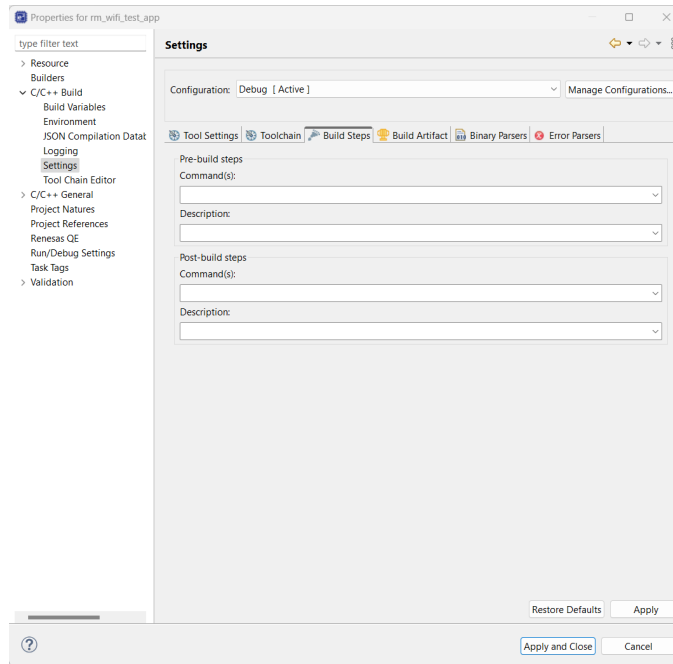 Properties for rm_wifi_test_app
type filter text
Settings
Resource
Builders
C/C++ Build
Build Variables
Environment
JSON Compilation Datab
Logging
Settings
Tool Chain Editor
C/C++ General
Project Natures
Project References
Renesas QE
Run/Debug Settings
Task Tags
Validation
Configuration: Debug [ Active ] Manage Configurations...
Tool Settings Toolchain Build Steps Build Artifact Binary Parsers Error Parsers
Pre-build steps
Command(s):
Description:
Post-build steps
Command(s):
Description:
Restore Defaults Apply
Apply and Close Cancel